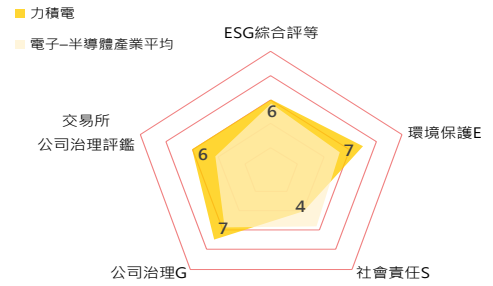 力積電
電子–半導體產業平均
ESG綜合評等
交易所
公司治理評鑑
環境保護E
6
6
7
4
7
公司治理G
社會責任S